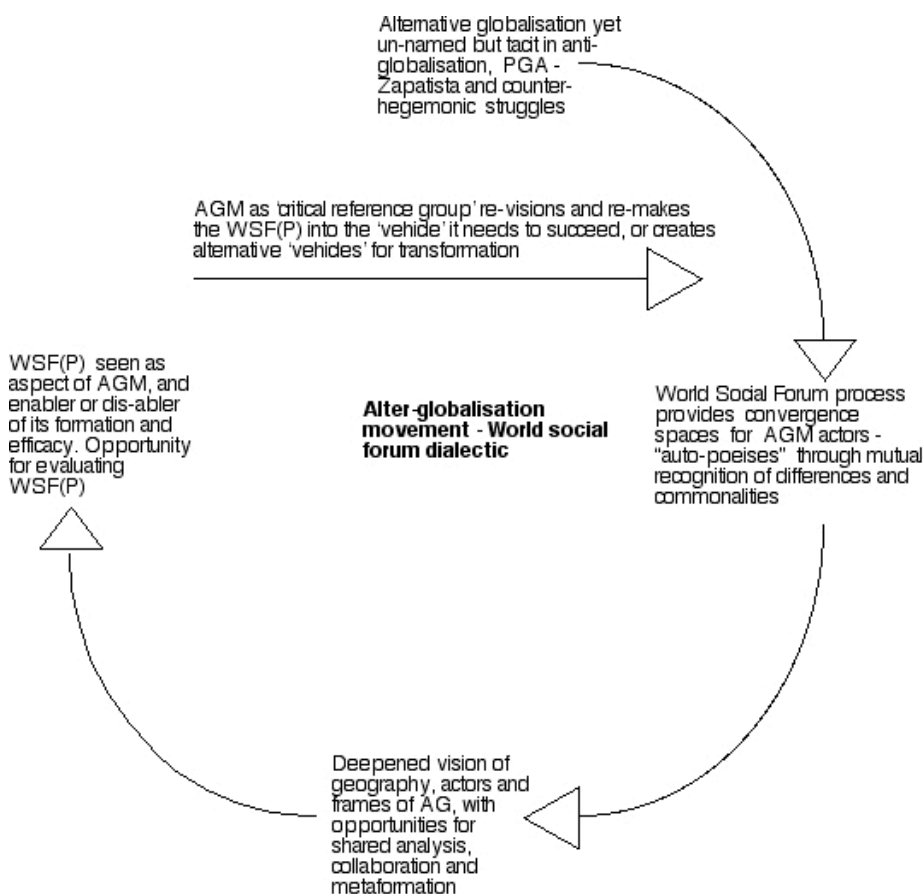 Alternative globalisation yet
un-named but tacit in anti-
globalisation, PGA -
Zapatista and counter-
hegemonic struggles
AGM as 'critical reference group' re-visions and re-makes
the WSF(P) into the 'vehicle' it needs to succeed, or creates
alternative 'vehicles' for transformation
WSF(P) seen as
aspect of AGM, and
enabler or dis-abler
of its formation and
efficacy. Opportunity
for evaluating
WSF(P)
Alter-globalisation
movement - World social
forum dialectic
World Social Forum process
provides convergence
spaces for AGM actors -
"auto-poeises" through mutual
recognition of differences and
commonalities
Deepened vision of
geography, actors and
frames of AG, with
opportunities for
shared analysis,
collaboration and
metaformation